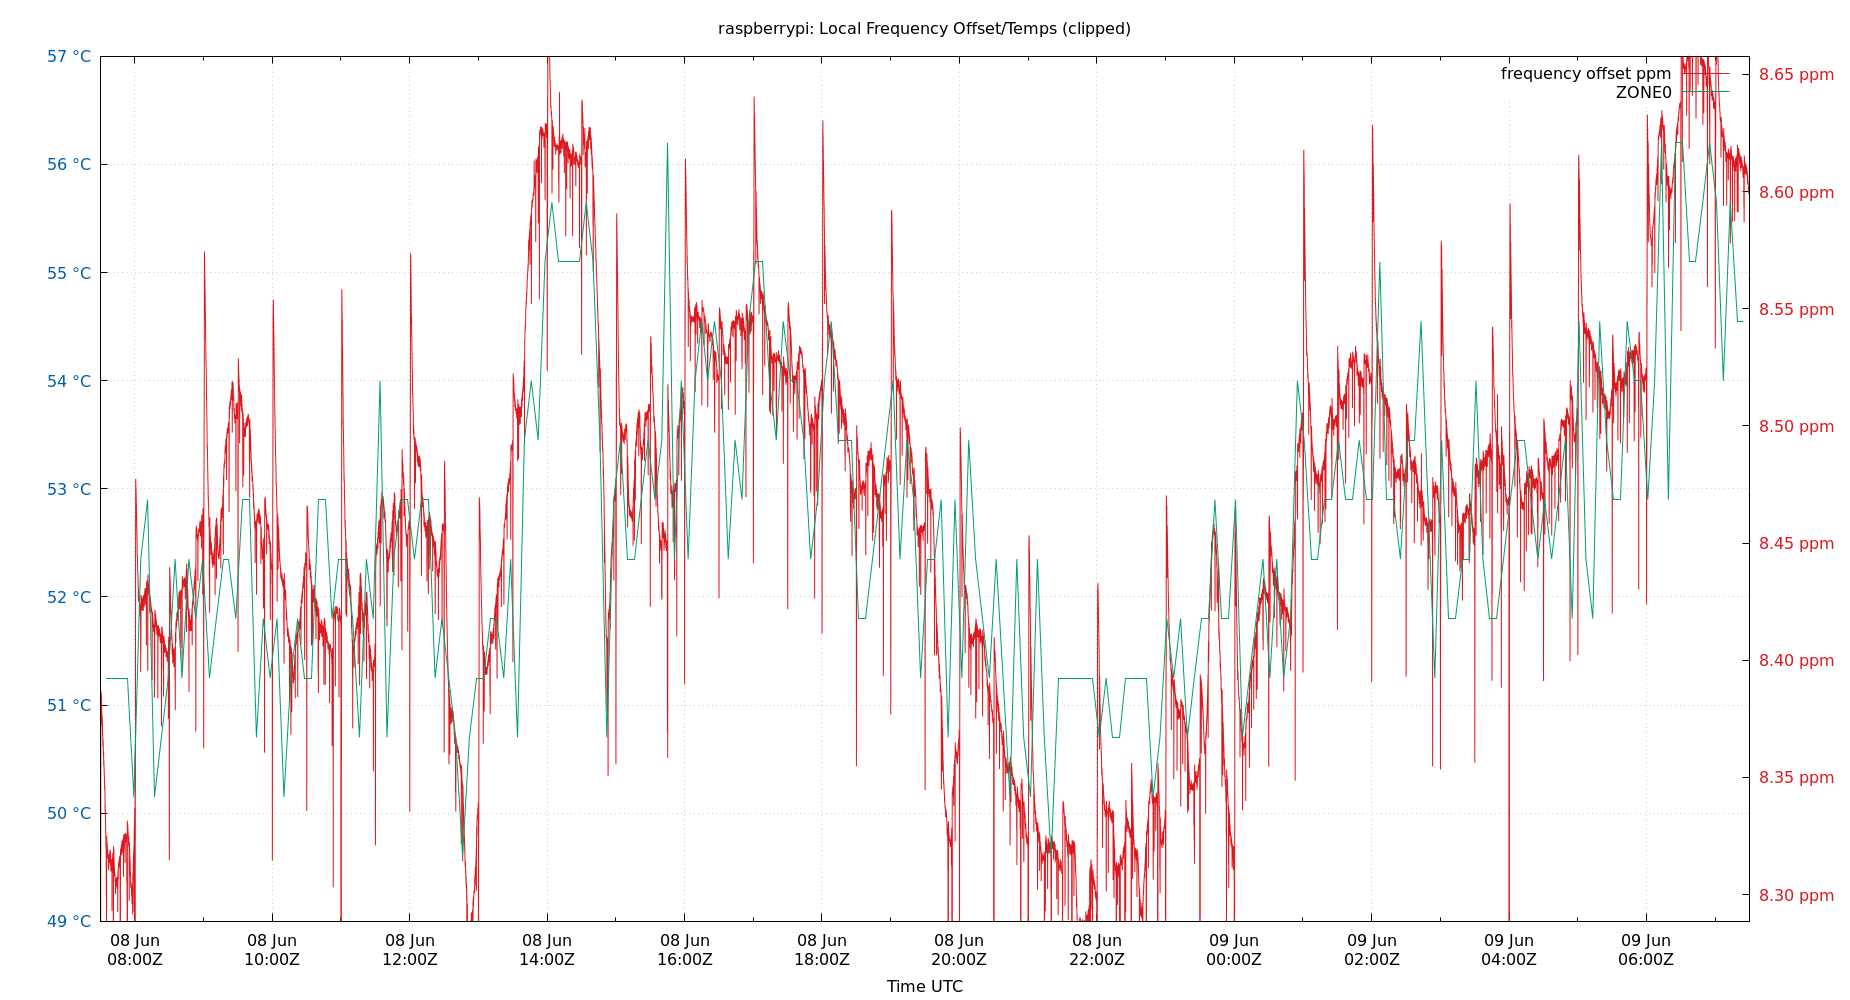 raspberrypi: Local Frequency Offset/Temps (clipped)
57 °C
56 °C
55 °C
54 °C
53 °C
52 °C
51 °C
50 °C
49 °C
frequency offset ppm
ZONE0
8.65 ppm
8.60 ppm
8.55 ppm
8.50 ppm
8.45 ppm
8.40 ppm
8.35 ppm
8.30 ppm
08 Jun 08 Jun 08 Jun 08 Jun 08 Jun 08 Jun 08 Jun 08 Jun 09 Jun 09 Jun 09 Jun 09 Jun
08:00Z 10:00Z 12:00Z 14:00Z 16:00Z 18:00Z 20:00Z 22:00Z 00:00Z 02:00Z 04:00Z 06:00Z
Time UTC